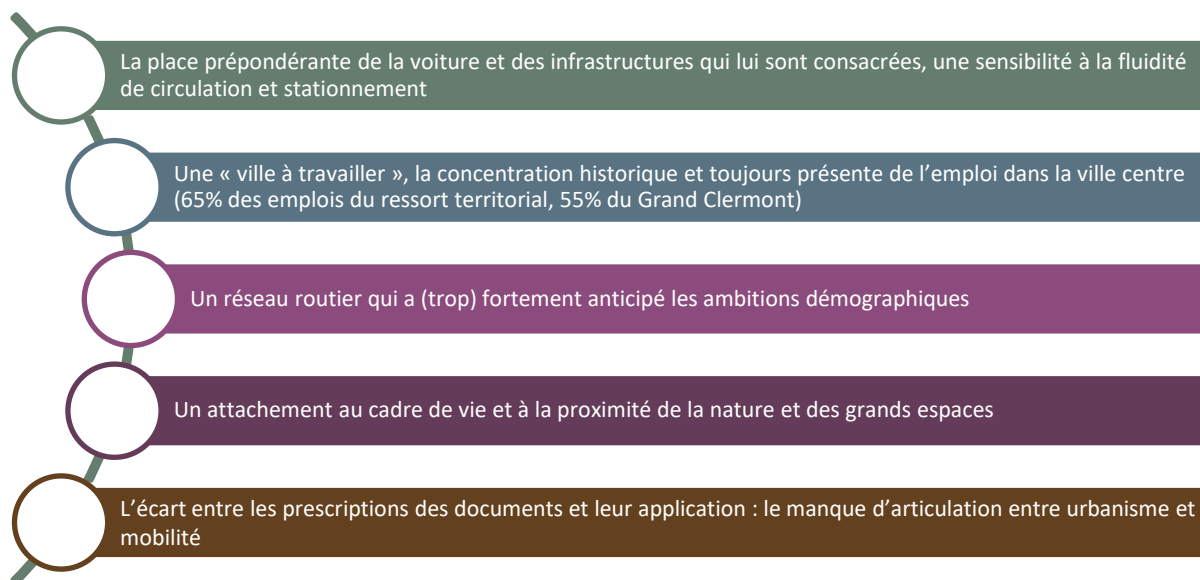 La place prépondérante de la voiture et des infrastructures qui lui sont consacrées, une sensibilité à la fluidité
de circulation et stationnement
Une « ville à travailler », la concentration historique et toujours présente de l’emploi dans la ville centre
(65% des emplois du ressort territorial, 55% du Grand Clermont)
Un réseau routier qui a (trop) fortement anticipé les ambitions démographiques
Un attachement au cadre de vie et à la proximité de la nature et des grands espaces
L’écart entre les prescriptions des documents et leur application : le manque d’articulation entre urbanisme et
mobilité